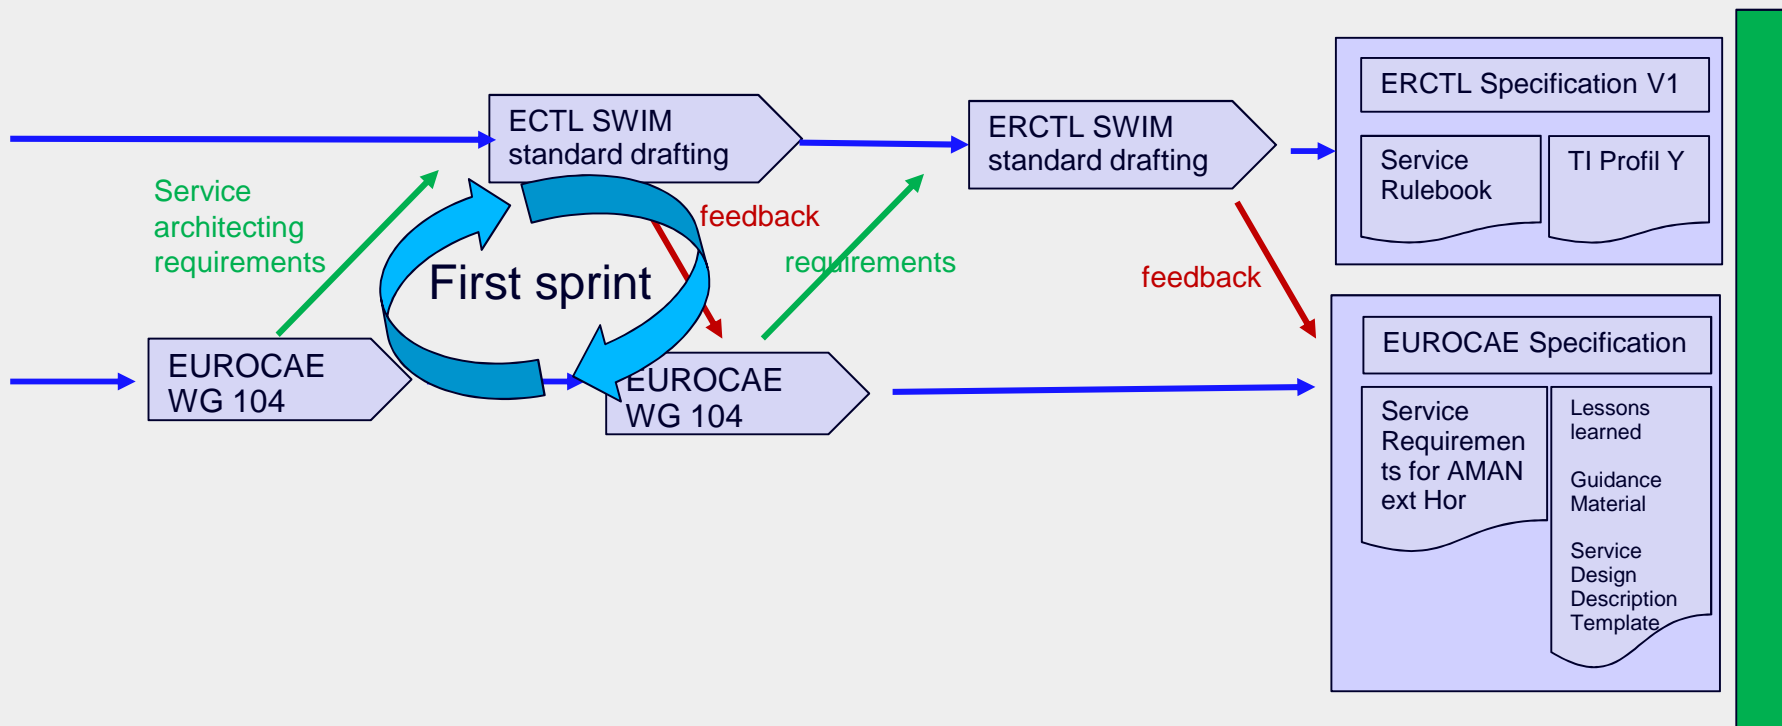 ECTL SWIM
standard drafting
ERCTL SWIM
standard drafting
ERCTL Specification V1
Service
Rulebook
TI Profil Y
Service
architecting
requirements
feedback
requirements
feedback
First sprint
EUROCAE
WG 104
EUROCAE
WG 104
EUROCAE Specification
Service
Requiremen
ts for AMAN
ext Hor
Lessons
learned
Guidance
Material
Service
Design
Description
Template